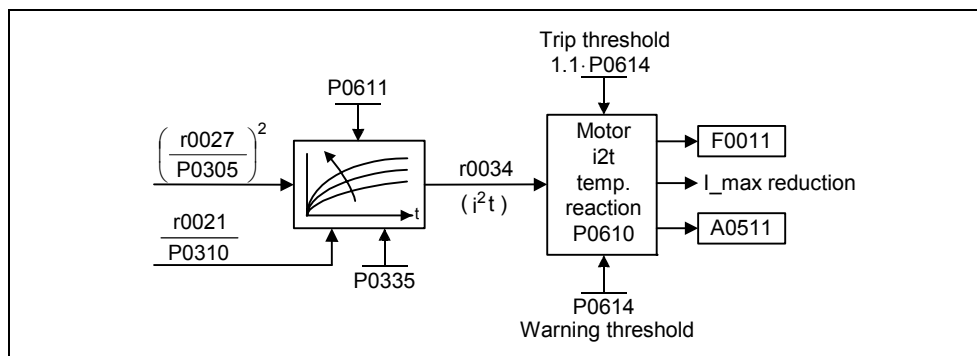 Trip threshold
1.1·P0614
P0611
(r0027/P0305)²
r0021/P0310
t
P0335
r0034
(i²t)
Motor
i2t
temp.
reaction
P0610
F0011
I_max reduction
A0511
P0614
Warning threshold